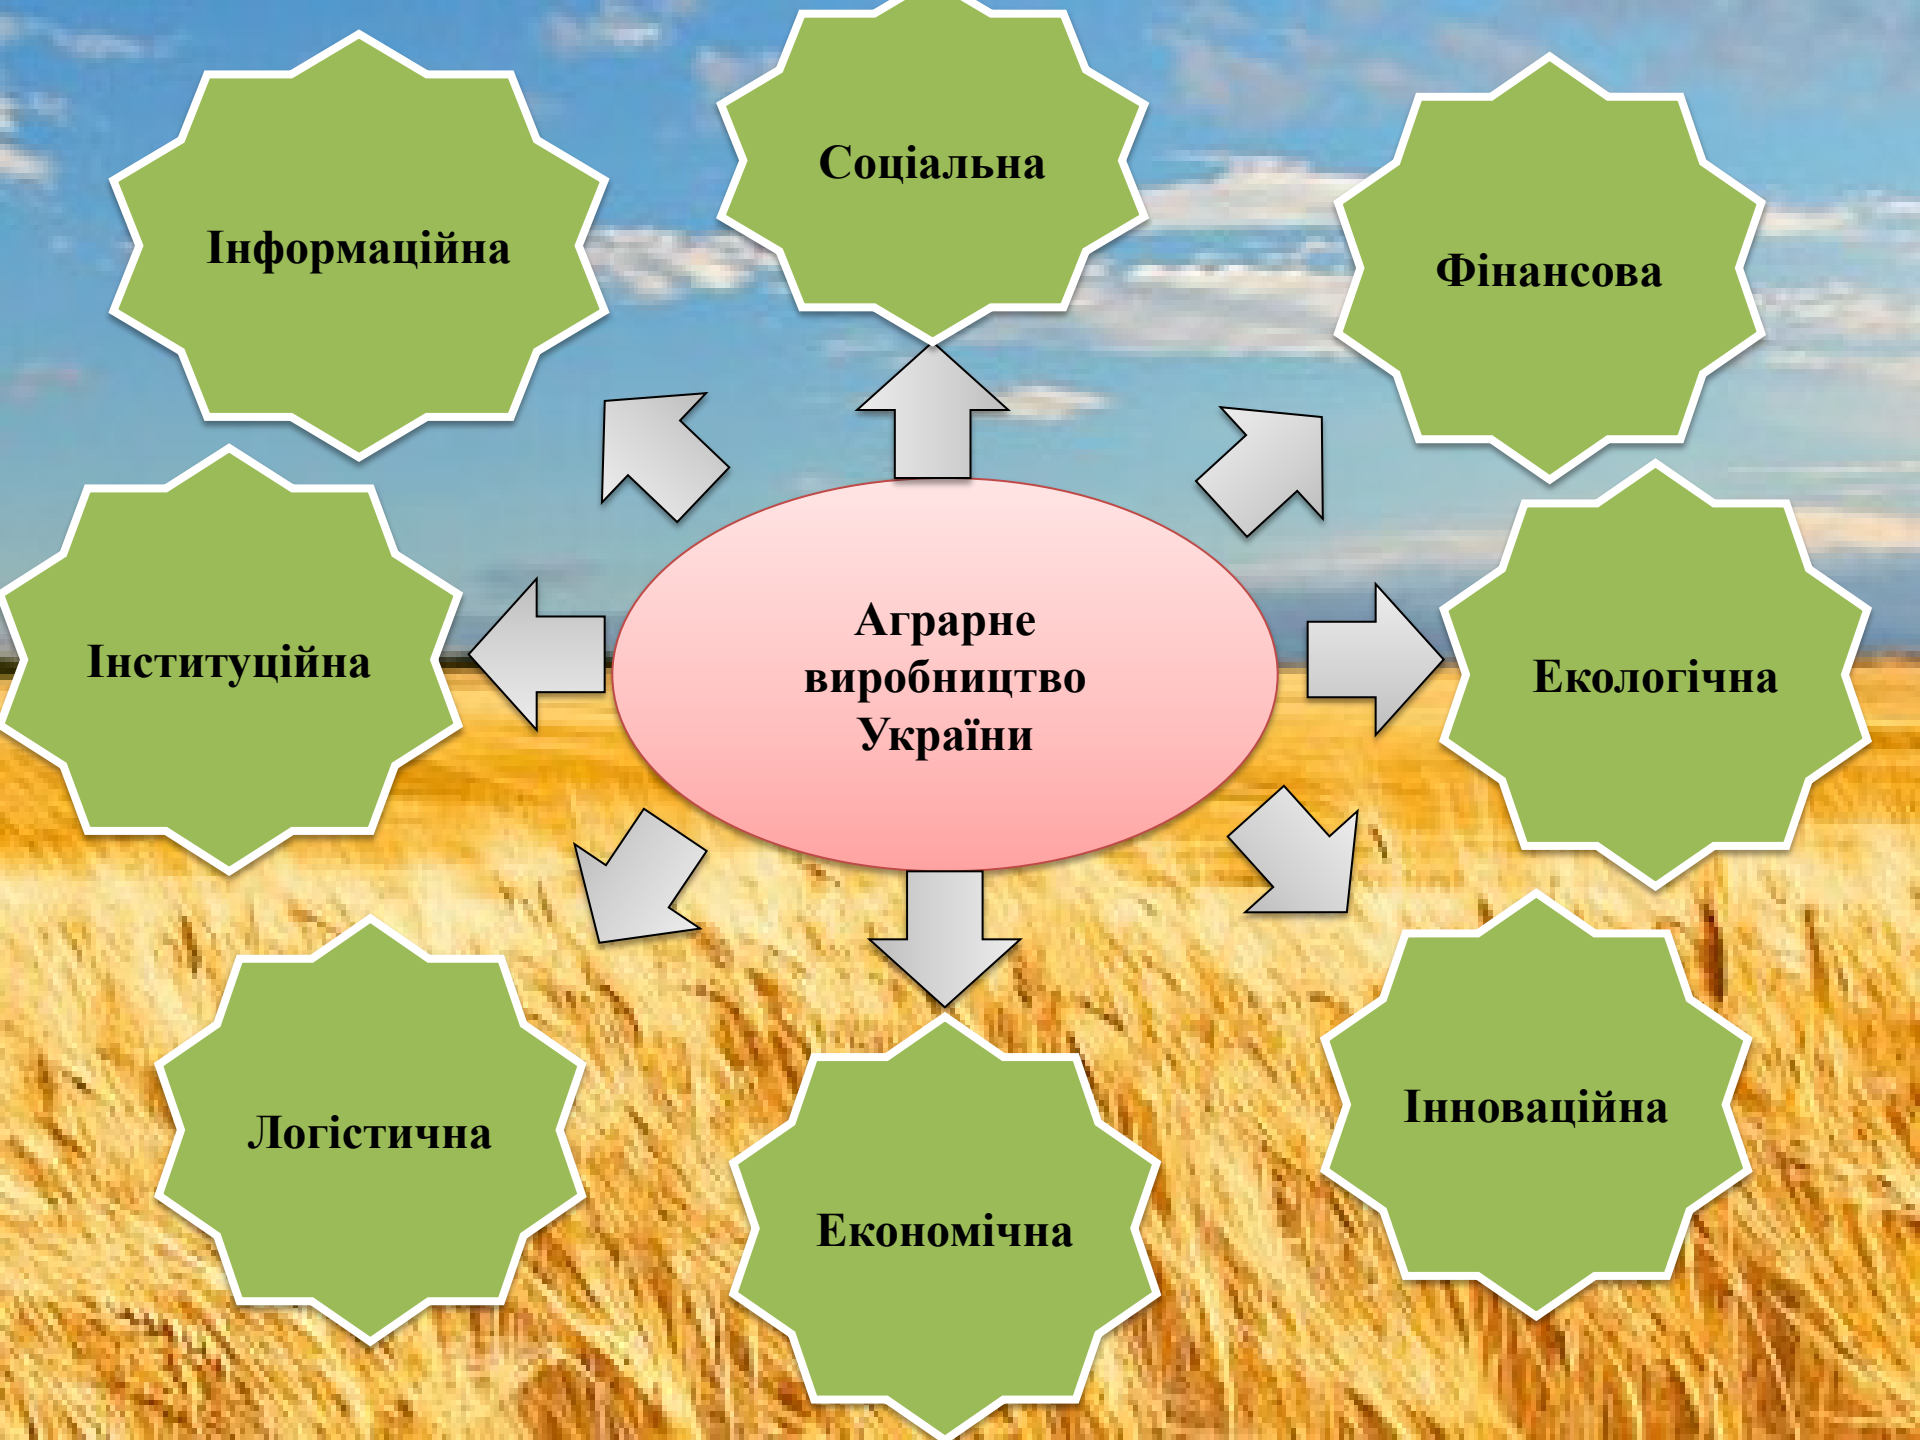 Соціальна
Інформаційна
Фінансова
Аграрне
виробництво
України
Інституційна
Екологічна
Інноваційна
Логістична
Економічна